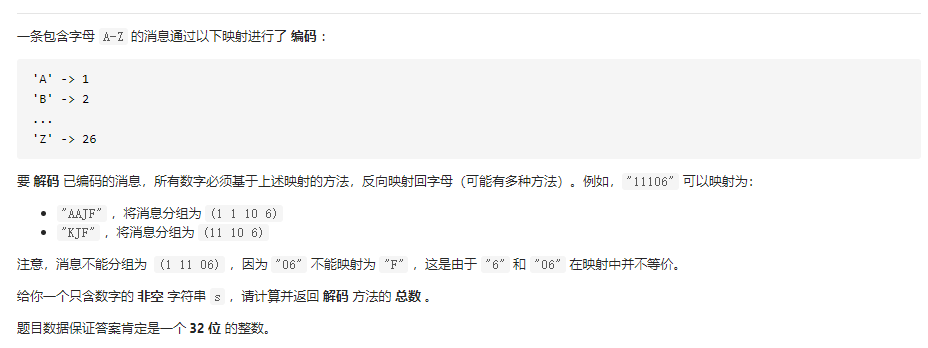 一条包含字母 A-Z 的消息通过以下映射进行了 编码 ：
'A' -> 1
'B' -> 2
...
'Z' -> 26
要 解码 已编码的消息，所有数字必须基于上述映射的方法，反向映射回字母（可能有多种方法）。例如，"11106" 可以映射为：
"AAJF" ，将消息分组为 (1 1 10 6)
"KJF" ，将消息分组为 (11 10 6)
注意，消息不能分组为 (1 11 06) ，因为 "06" 不能映射为 "F" ，这是由于 "6" 和 "06" 在映射中并不等价。
给你一个只含数字的 非空 字符串 s ，请计算并返回 解码 方法的 总数 。
题目数据保证答案肯定是一个 32 位 的整数。